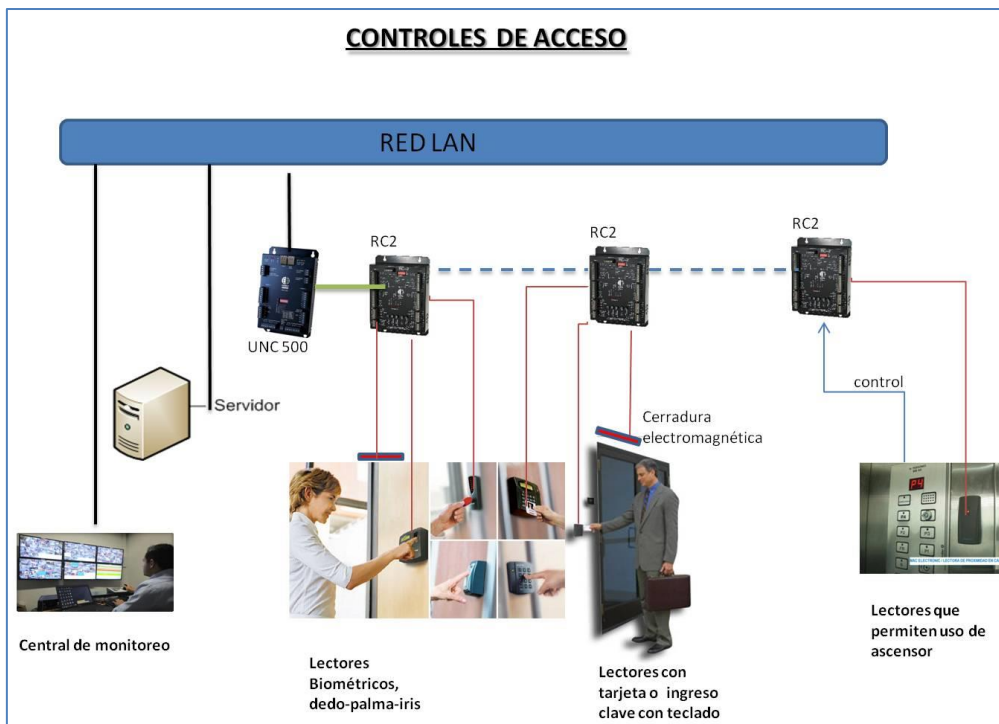 CONTROLES DE ACCESO
RED LAN
RC2
RC2
RC2
UNC 500
Servidor
control
Cerradura
electromagnética
P4
Central de monitoreo
Lectores
Biométricos,
dedo-palma-iris
Lectores con
tarjeta o ingreso
clave con teclado
Lectores que
permiten uso de
ascensor